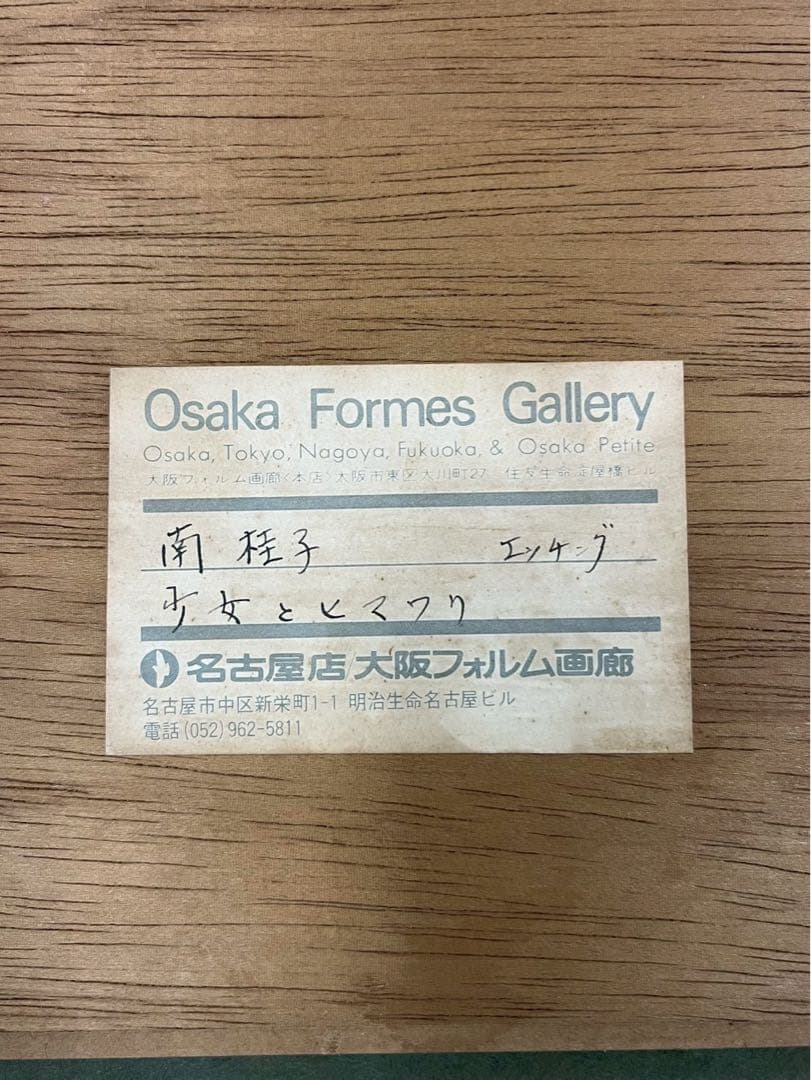 Osaka Formes Gallery
Osaka, Tokyo, Nagoya, Fukuoka, & Osaka Petite
大阪フォルム画廊〈本店〉大阪市東区大川町27 住友生命淀屋橋ビル
南 桂子 エッチング
少女とヒマワリ
名古屋店/大阪フォルム画廊
名古屋市中区新栄町1-1 明治生命名古屋ビル
電話(052)962-5811